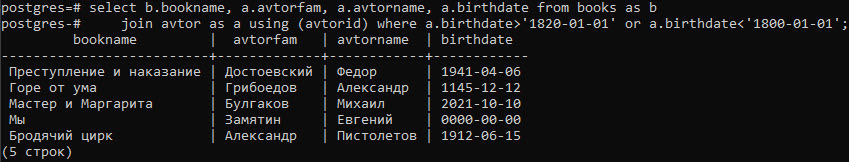 postgres=# select b.bookname, a.avtorfam, a.avtorname, a.birthdate from books as b
postgres-#     join avtor as a using (avtorid) where a.birthdate>'1820-01-01' or a.birthdate<'1800-01-01';
        bookname         |  avtorfam   | avtorname  | birthdate
-------------------------+-------------+------------+------------
 Преступление и наказание | Достоевский | Федор      | 1941-04-06
 Горе от ума             | Грибоедов   | Александр  | 1145-12-12
 Мастер и Маргарита      | Булгаков    | Михаил     | 2021-10-10
 Мы                      | Замятин     | Евгений    | 0000-00-00
 Бродячий цирк           | Александр   | Пистолетов | 1912-06-15
(5 строк)